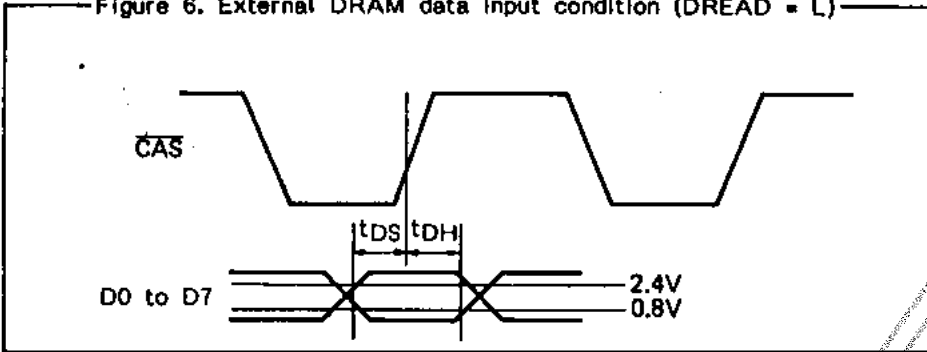 Figure 6. External DRAM data input condition (DREAD = L)
CAS
tDS tDH
D0 to D7
2.4V
0.8V